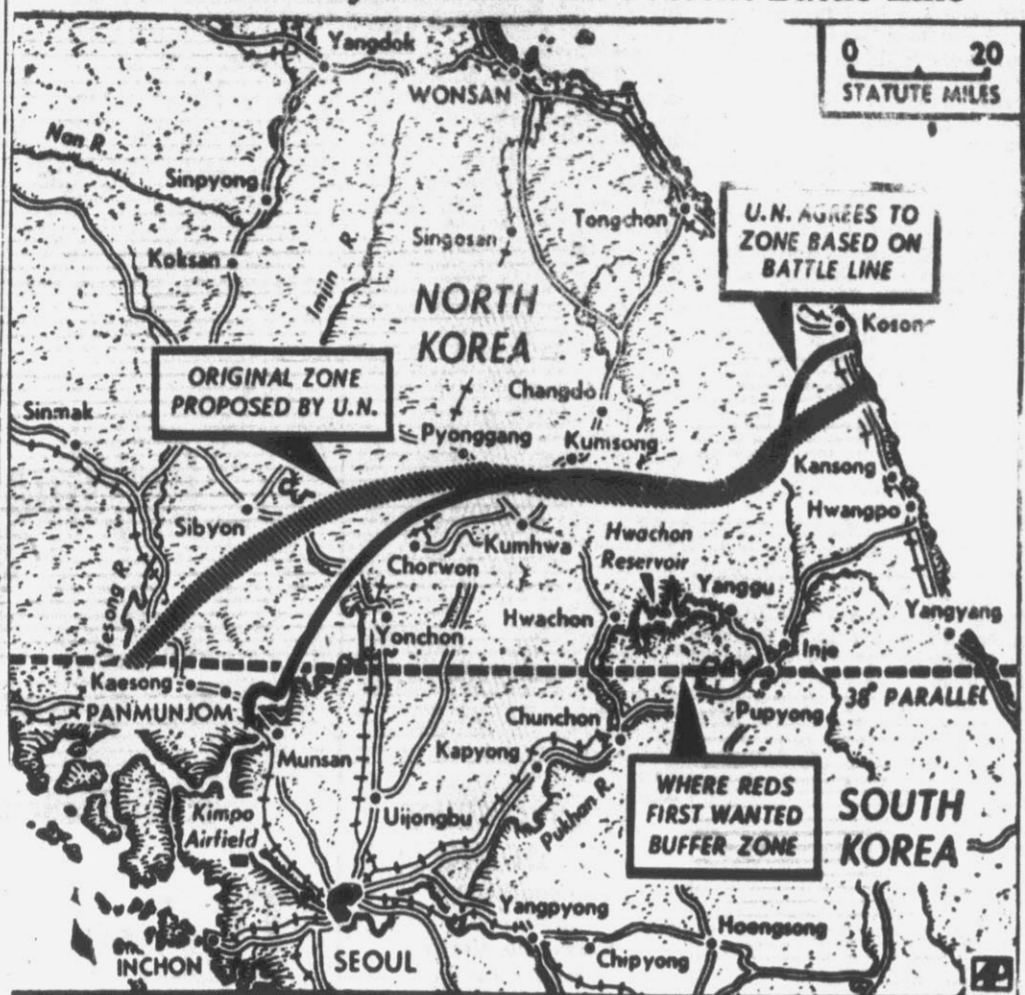 Yangdok
WONSAN
0 20
STATUTE MILES
Nan R.
Sinpyong
Koksan
Imjin R.
Singosan
Tongchon
U.N. AGREES TO
ZONE BASED ON
BATTLE LINE
NORTH
KOREA
Koson
ORIGINAL ZONE
PROPOSED BY U.N.
Changdo
Sinmak
Pyonggang
Kumsong
Kansong
Sibyon
Hwangpo
Kumhwa
Chorwon
Hwachon
Reservoir
Yanggu
Yesong R.
Yonchon
Hwachon
Yangyang
Inje
Kaesong
38° PARALLEL
PANMUNJOM
Chunchon
Pupyong
Munsan
Kapyong
WHERE REDS
FIRST WANTED
BUFFER ZONE
SOUTH
KOREA
Kimpo
Airfield
Uijongbu
Pukhan R.
Yangpyong
Hoengsong
INCHON
SEOUL
Chipyong
AP